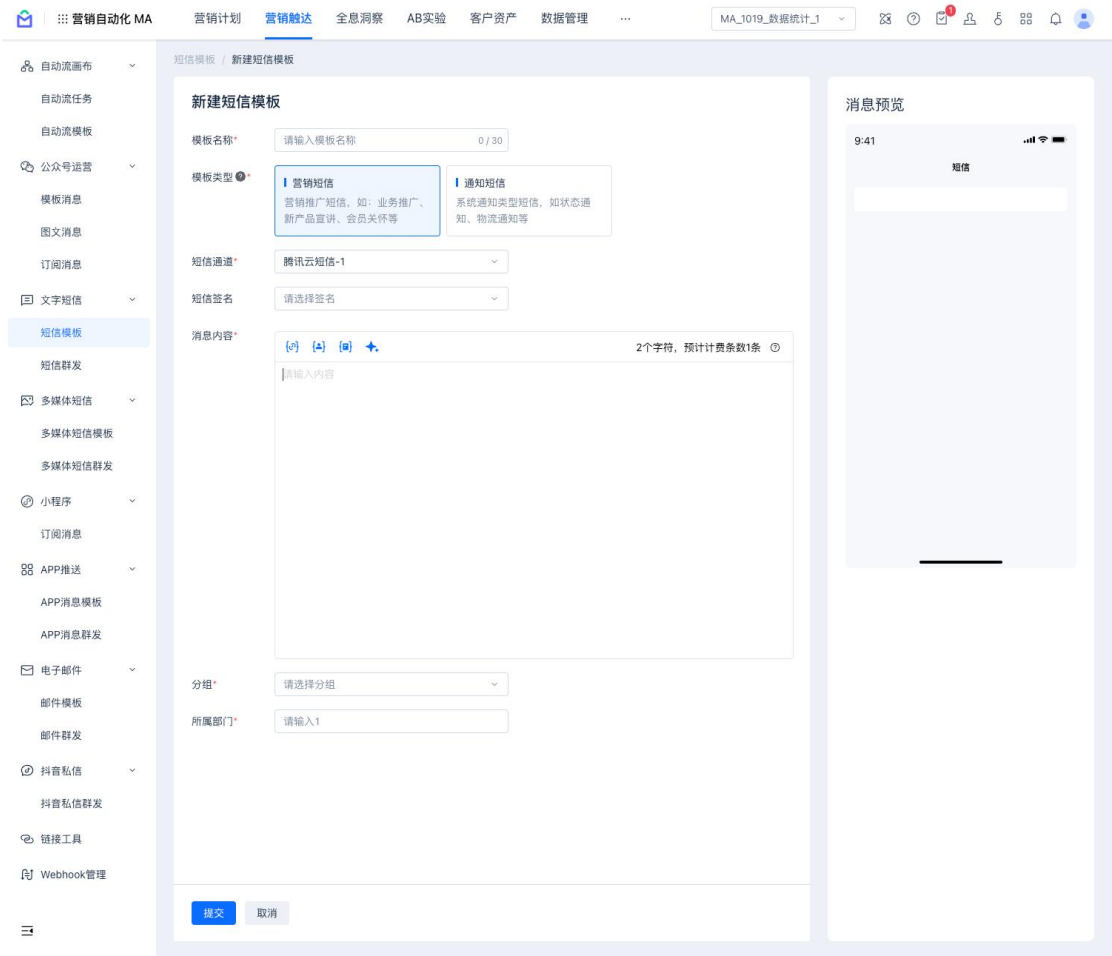 营销自动化 MA
营销计划
营销触达
全息洞察
AB实验
客户资产
数据管理
...
MA_1019_数据统计_1
1
自动流画布
自动流任务
自动流模板
公众号运营
模板消息
图文消息
订阅消息
文字短信
短信模板
短信群发
多媒体短信
多媒体短信模板
多媒体短信群发
小程序
订阅消息
APP推送
APP消息模板
APP消息群发
电子邮件
邮件模板
邮件群发
抖音私信
抖音私信群发
链接工具
Webhook管理
短信模板 / 新建短信模板
新建短信模板
模板名称*
请输入模板名称
0 / 30
模板类型*
营销短信
营销推广短信，如：业务推广、
新产品宣讲、会员关怀等
通知短信
系统通知类型短信，如状态通
知、物流通知等
短信通道*
腾讯云短信-1
短信签名
请选择签名
消息内容*
2个字符，预计计费条数1条
请输入内容
分组*
请选择分组
所属部门*
请输入1
提交
取消
消息预览
9:41
短信